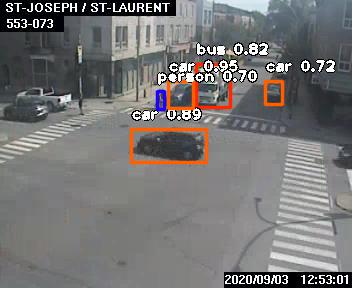 ST-JOSEPH / ST-LAURENT
553-073
bus 0.82
car 0.95
car 0.72
person 0.70
car 0.89
2020/09/03 12:53:01